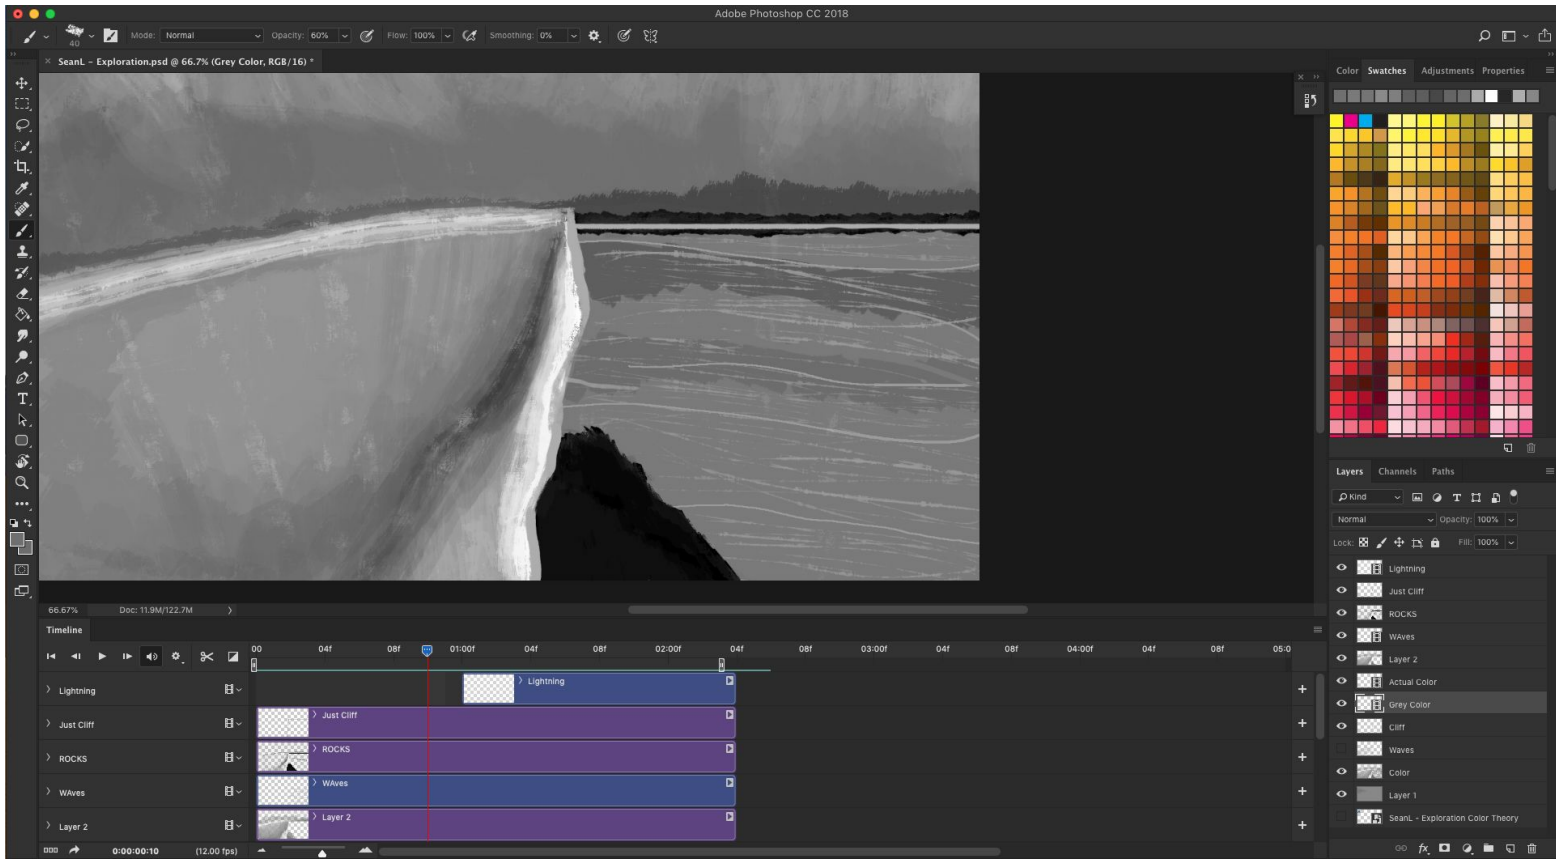 Adobe Photoshop CC 2018
40 Mode: Normal Opacity: 60% Flow: 100% Smoothing: 0%
× SeanL - Exploration.psd @ 66.7% (Grey Color, RGB/16) *
Color Swatches Adjustments Properties
66.67% Doc: 11.9M/122.7M
Timeline
00 04f 08f 01:00f 04f 08f 02:00f 04f 08f 03:00f 04f 08f 04:00f 04f 08f 05:0
Lightning Lightning
Just Cliff Just Cliff
ROCKS ROCKS
WAves WAves
Layer 2 Layer 2
0:00:00:10 (12.00 fps)
Layers Channels Paths
Kind
Normal Opacity: 100%
Lock: Fill: 100%
Lightning
Just Cliff
ROCKS
WAves
Layer 2
Actual Color
Grey Color
Cliff
Waves
Color
Layer 1
SeanL - Exploration Color Theory
fx